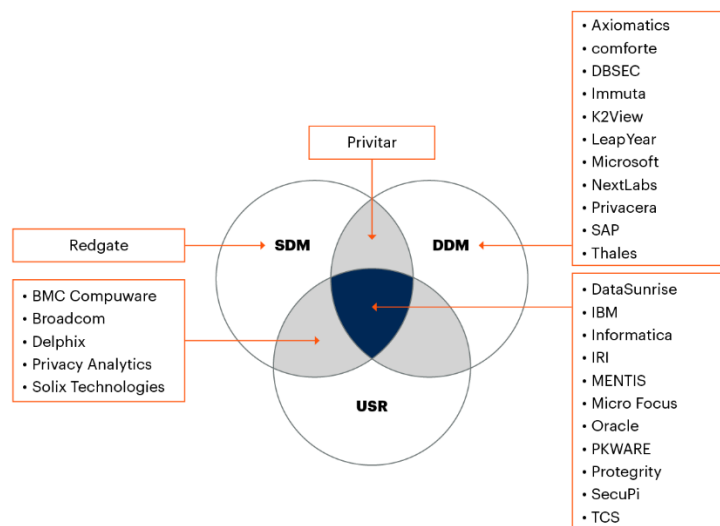 • Axiomatics
• comforte
• DBSEC
• Immuta
• K2View
• LeapYear
• Microsoft
• NextLabs
• Privacera
• SAP
• Thales
Privitar
Redgate
SDM
DDM
• BMC Compuware
• Broadcom
• Delphix
• Privacy Analytics
• Solix Technologies
• DataSunrise
• IBM
• Informatica
• IRI
• MENTIS
• Micro Focus
• Oracle
• PKWARE
• Protegrity
• SecuPi
• TCS
USR